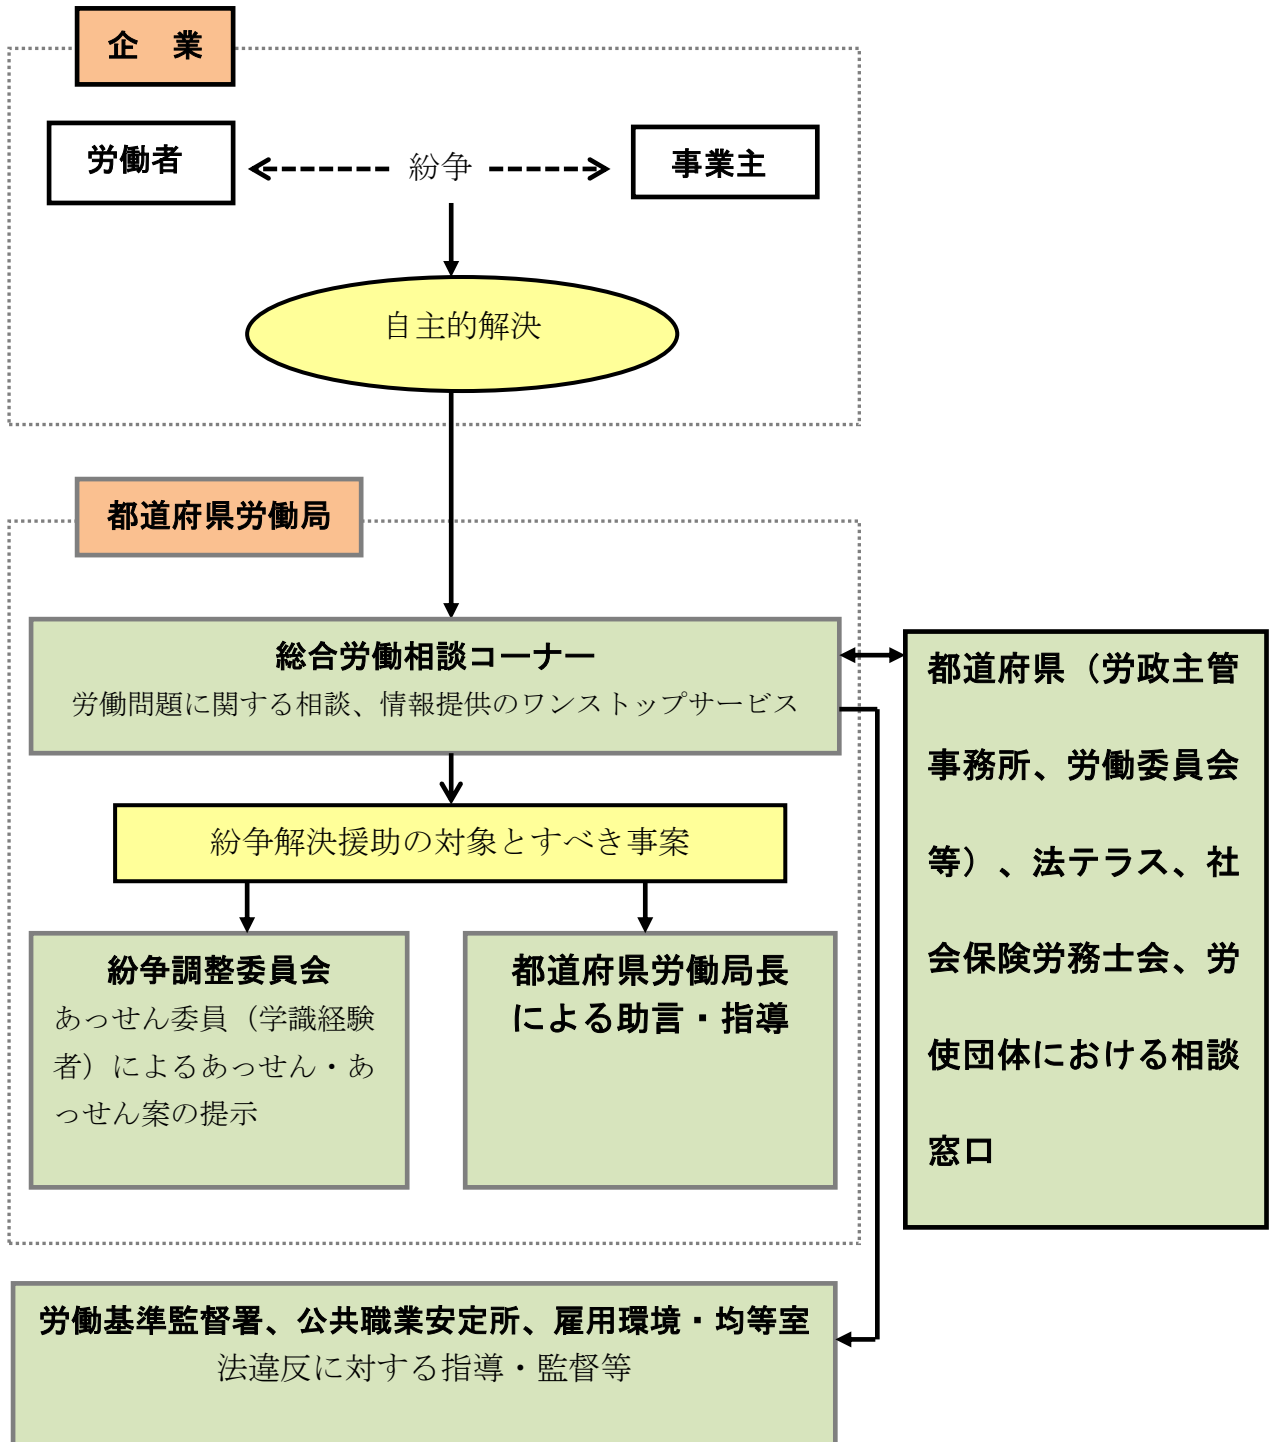 企　業
労働者
紛争
事業主
自主的解決
都道府県労働局
総合労働相談コーナー
労働問題に関する相談、情報提供のワンストップサービス
紛争解決援助の対象とすべき事案
紛争調整委員会
あっせん委員（学識経験
者）によるあっせん・あ
っせん案の提示
都道府県労働局長
による助言・指導
都道府県（労政主管
事務所、労働委員会
等）、法テラス、社
会保険労務士会、労
使団体における相談
窓口
労働基準監督署、公共職業安定所、雇用環境・均等室
法違反に対する指導・監督等